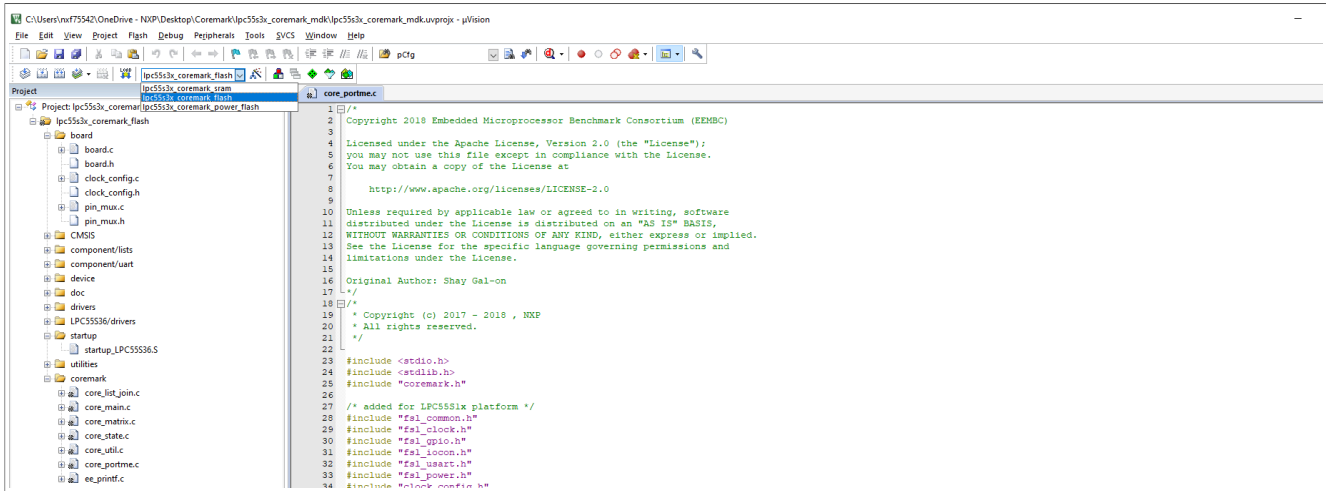 C:\Users\nxf75542\OneDrive - NXP\Desktop\Coremark\lpc55s3x_coremark_mdk\lpc55s3x_coremark_mdk.uvprojx - µVision
File Edit View Project Flash Debug Peripherals Tools SVCS Window Help
pCfg
LOAD lpc55s3x_coremark_flash
Project
lpc55s3x_coremark_sram
lpc55s3x_coremark_flash
lpc55s3x_coremark_power_flash
core_portme.c
Project: lpc55s3x_coremar
lpc55s3x_coremark_flash
board
board.c
board.h
clock_config.c
clock_config.h
pin_mux.c
pin_mux.h
CMSIS
component/lists
component/uart
device
doc
drivers
LPC55S36/drivers
startup
startup_LPC55S36.S
utilities
coremark
core_list_join.c
core_main.c
core_matrix.c
core_state.c
core_util.c
core_portme.c
ee_printf.c
1 /*
2 Copyright 2018 Embedded Microprocessor Benchmark Consortium (EEMBC)
3
4 Licensed under the Apache License, Version 2.0 (the "License");
5 you may not use this file except in compliance with the License.
6 You may obtain a copy of the License at
7
8 http://www.apache.org/licenses/LICENSE-2.0
9
10 Unless required by applicable law or agreed to in writing, software
11 distributed under the License is distributed on an "AS IS" BASIS,
12 WITHOUT WARRANTIES OR CONDITIONS OF ANY KIND, either express or implied.
13 See the License for the specific language governing permissions and
14 limitations under the License.
15
16 Original Author: Shay Gal-on
17 */
18 /*
19 * Copyright (c) 2017 - 2018 , NXP
20 * All rights reserved.
21 */
22
23 #include <stdio.h>
24 #include <stdlib.h>
25 #include "coremark.h"
26
27 /* added for LPC55S1x platform */
28 #include "fsl_common.h"
29 #include "fsl_clock.h"
30 #include "fsl_gpio.h"
31 #include "fsl_iocon.h"
32 #include "fsl_usart.h"
33 #include "fsl_power.h"
34 #include "clock_config.h"